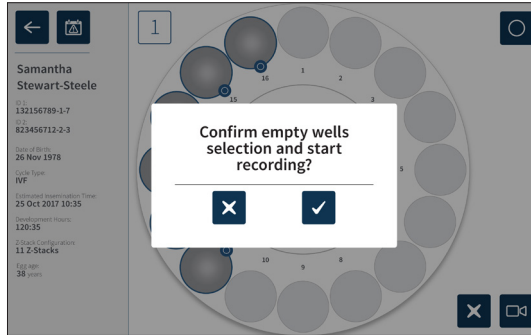 1
Samantha
Stewart-Steele
ID 1:
132156789-1-7
ID 2:
823456712-2-3
Date of Birth:
26 Nov 1978
Cycle Type:
IVF
Estimated Insemination Time:
25 Oct 2017 10:35
Development Hours:
120:35
Z-Stack Configuration:
11 Z-Stacks
Egg age:
38 years
16
1
2
15
3
Confirm empty wells
selection and start
recording?
5
10
9
8